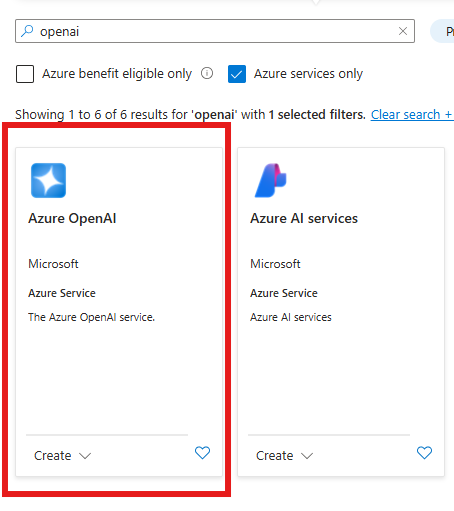 openai
Azure benefit eligible only
Azure services only
Showing 1 to 6 of 6 results for 'openai' with 1 selected filters. Clear search +
Azure OpenAI
Microsoft
Azure Service
The Azure OpenAI service.
Create
Azure AI services
Microsoft
Azure Service
Azure AI services
Create